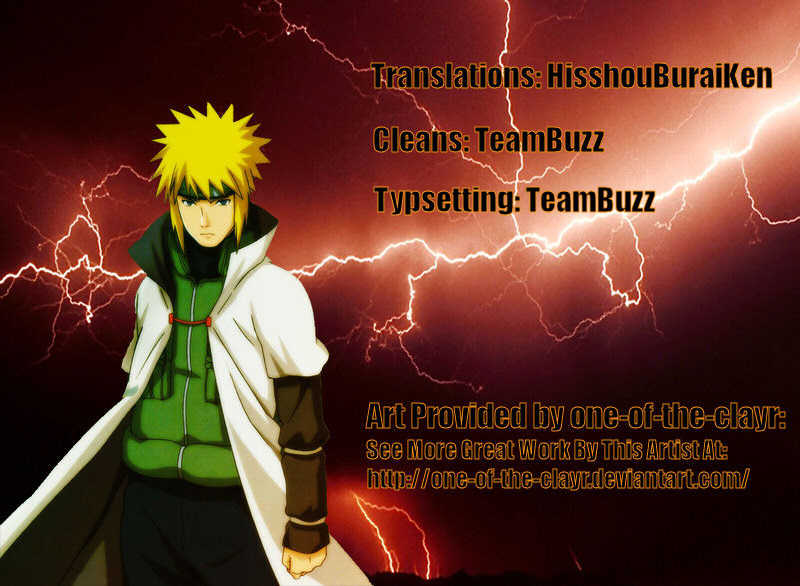 Translations: HisshouBuraiKen
Cleans: TeamBuzz
Typsetting: TeamBuzz
Art Provided by one-of-the-clayr:
See More Great Work By This Artist At:
http://one-of-the-clayr.deviantart.com/